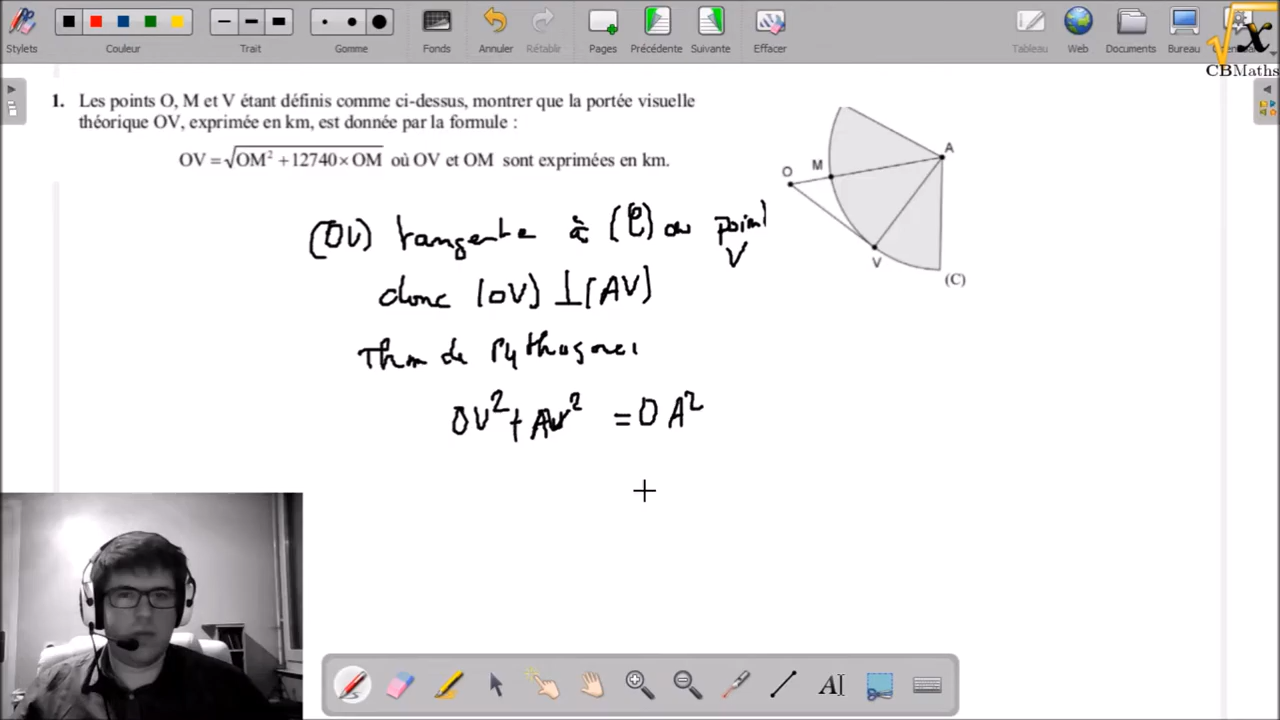 Stylets
Couleur
Trait
Gomme
Fonds
Annuler
Rétablir
Pages
Précédente
Suivante
Effacer
Tableau
Web
Documents
Bureau
CBMaths
1. Les points O, M et V étant définis comme ci-dessus, montrer que la portée visuelle
théorique OV, exprimée en km, est donnée par la formule :
OV = √OM² + 12740 × OM où OV et OM sont exprimées en km.
A
M
O
V
(C)
(OV) tangente à (C) au point
V
donc (OV) ⊥ (AV)
Thm de Pythagore
OV² + AV² = OA²
AI